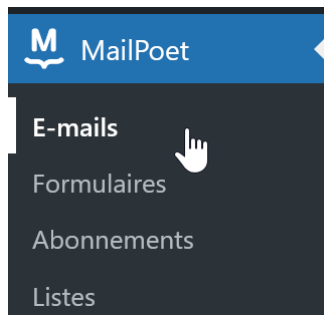 MailPoet
E-mails
Formulaires
Abonnements
Listes